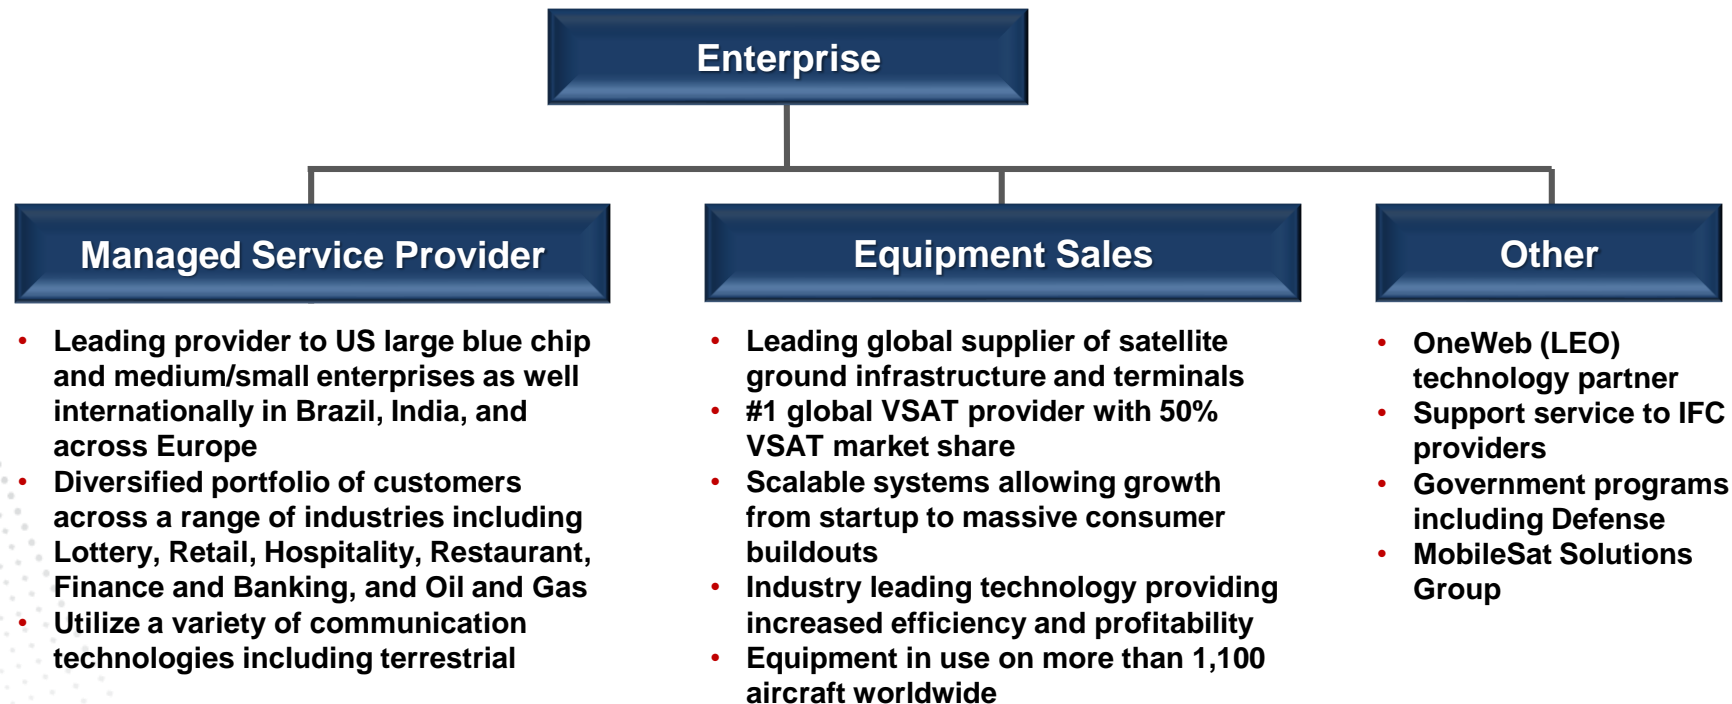 Enterprise
Managed Service Provider
• Leading provider to US large blue chip
and medium/small enterprises as well
internationally in Brazil, India, and
across Europe
• Diversified portfolio of customers
across a range of industries including
Lottery, Retail, Hospitality, Restaurant,
Finance and Banking, and Oil and Gas
• Utilize a variety of communication
technologies including terrestrial
Equipment Sales
• Leading global supplier of satellite
ground infrastructure and terminals
• #1 global VSAT provider with 50%
VSAT market share
• Scalable systems allowing growth
from startup to massive consumer
buildouts
• Industry leading technology providing
increased efficiency and profitability
• Equipment in use on more than 1,100
aircraft worldwide
Other
• OneWeb (LEO)
technology partner
• Support service to IFC
providers
• Government programs
including Defense
• MobileSat Solutions
Group